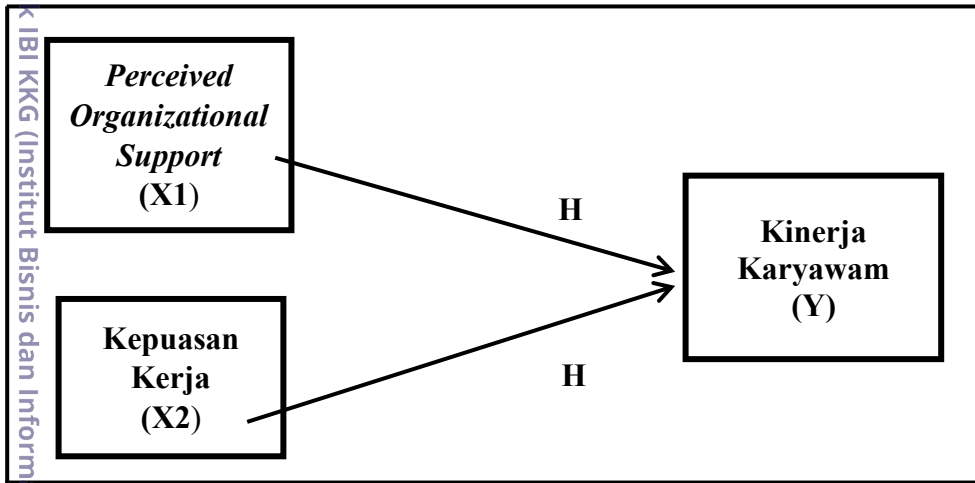 k IBI KKG (Institut Bisnis dan Inform
Perceived
Organizational
Support
(X1)
H
Kinerja
Karyawam
(Y)
Kepuasan
Kerja
(X2)
H